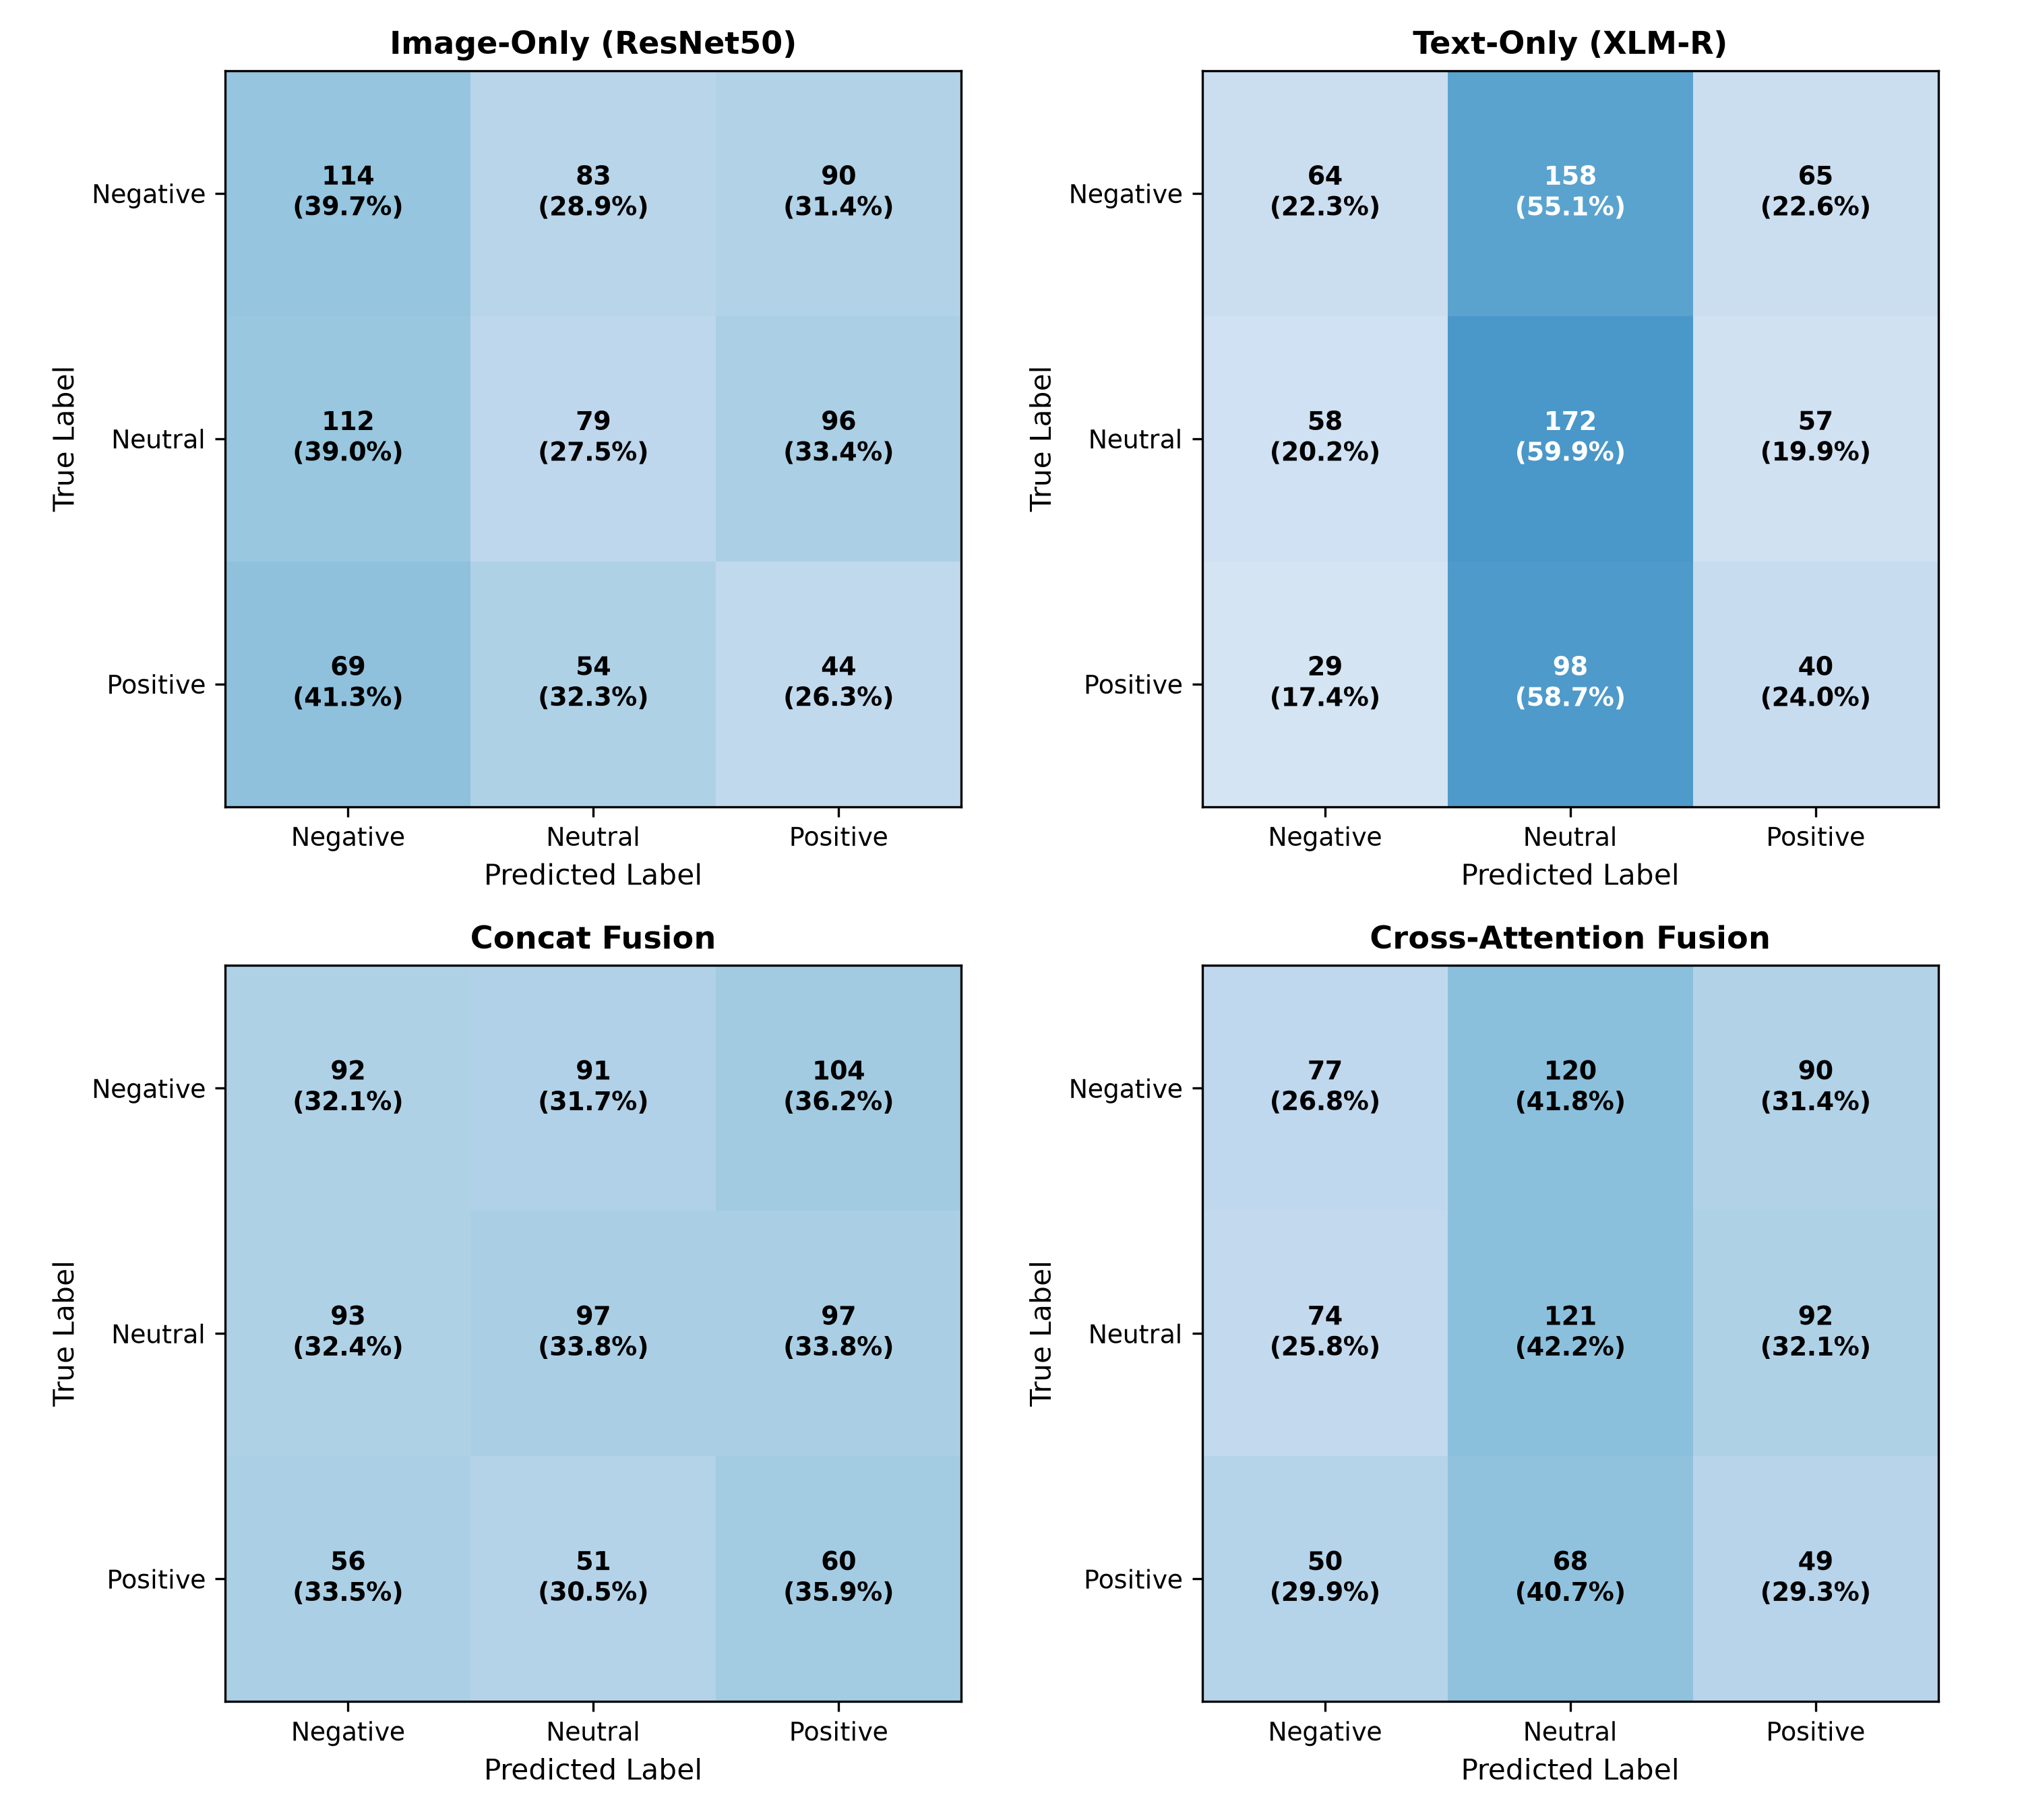 Image-Only (ResNet50)
True Label
Negative
114
(39.7%)
83
(28.9%)
90
(31.4%)
Neutral
112
(39.0%)
79
(27.5%)
96
(33.4%)
Positive
69
(41.3%)
54
(32.3%)
44
(26.3%)
Negative
Neutral
Positive
Predicted Label
Text-Only (XLM-R)
True Label
Negative
64
(22.3%)
158
(55.1%)
65
(22.6%)
Neutral
58
(20.2%)
172
(59.9%)
57
(19.9%)
Positive
29
(17.4%)
98
(58.7%)
40
(24.0%)
Negative
Neutral
Positive
Predicted Label
Concat Fusion
True Label
Negative
92
(32.1%)
91
(31.7%)
104
(36.2%)
Neutral
93
(32.4%)
97
(33.8%)
97
(33.8%)
Positive
56
(33.5%)
51
(30.5%)
60
(35.9%)
Negative
Neutral
Positive
Predicted Label
Cross-Attention Fusion
True Label
Negative
77
(26.8%)
120
(41.8%)
90
(31.4%)
Neutral
74
(25.8%)
121
(42.2%)
92
(32.1%)
Positive
50
(29.9%)
68
(40.7%)
49
(29.3%)
Negative
Neutral
Positive
Predicted Label